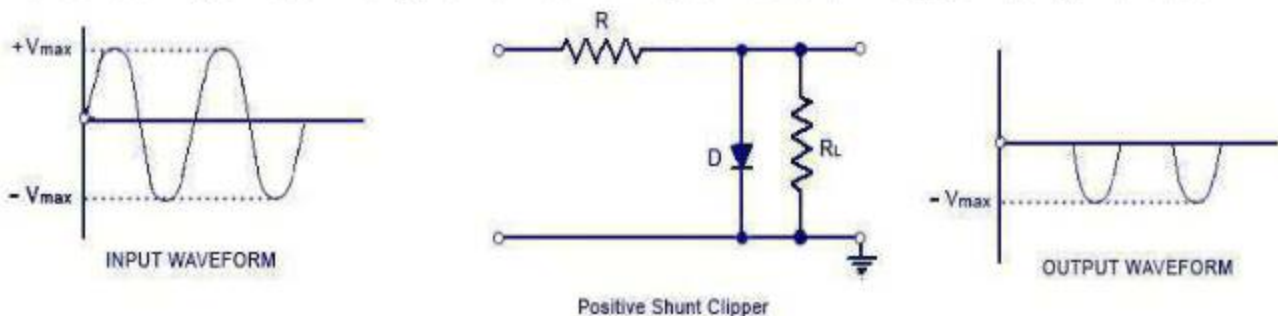 +Vmax
- Vmax
INPUT WAVEFORM
R
D
RL
Positive Shunt Clipper
- Vmax
OUTPUT WAVEFORM